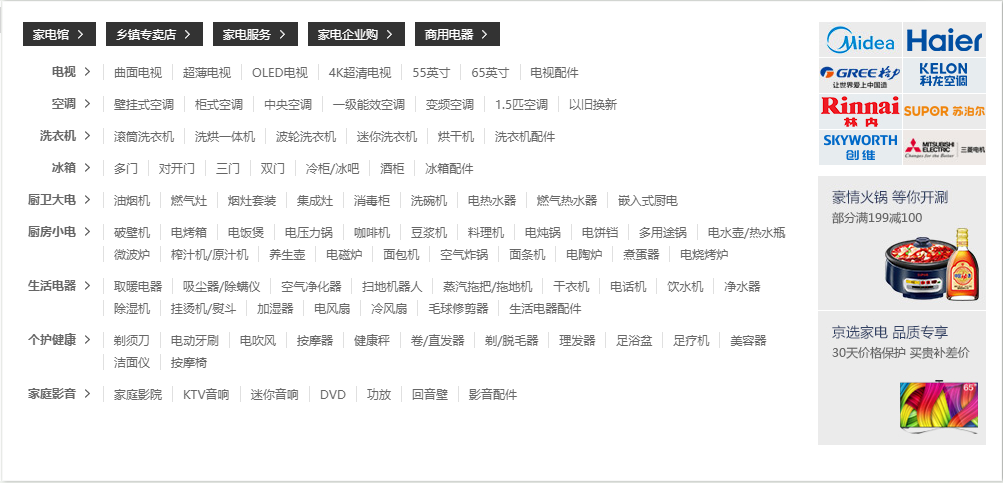 家电馆 > 乡镇专卖店 > 家电服务 > 家电企业购 > 商用电器 >
电视 > 曲面电视 超薄电视 OLED电视 4K超清电视 55英寸 65英寸 电视配件
空调 > 壁挂式空调 柜式空调 中央空调 一级能效空调 变频空调 1.5匹空调 以旧换新
洗衣机 > 滚筒洗衣机 洗烘一体机 波轮洗衣机 迷你洗衣机 烘干机 洗衣机配件
冰箱 > 多门 对开门 三门 双门 冷柜/冰吧 酒柜 冰箱配件
厨卫大电 > 油烟机 燃气灶 烟灶套装 集成灶 消毒柜 洗碗机 电热水器 燃气热水器 嵌入式厨电
厨房小电 > 破壁机 电烤箱 电饭煲 电压力锅 咖啡机 豆浆机 料理机 电炖锅 电饼铛 多用途锅 电水壶/热水瓶
微波炉 榨汁机/原汁机 养生壶 电磁炉 面包机 空气炸锅 面条机 电陶炉 煮蛋器 电烧烤炉
生活电器 > 取暖电器 吸尘器/除螨仪 空气净化器 扫地机器人 蒸汽拖把/拖地机 干衣机 电话机 饮水机 净水器
除湿机 挂烫机/熨斗 加湿器 电风扇 冷风扇 毛球修剪器 生活电器配件
个护健康 > 剃须刀 电动牙刷 电吹风 按摩器 健康秤 卷/直发器 剃/脱毛器 理发器 足浴盆 足疗机 美容器
洁面仪 按摩椅
家庭影音 > 家庭影院 KTV音响 迷你音响 DVD 功放 回音壁 影音配件
Midea Haier
GREE格力 KELON
让世界爱上中国造 科龙空调
Rinnai SUPOR 苏泊尔
林内
SKYWORTH MITSUBISHI ELECTRIC 三菱电机
创维 Changes for the Better
豪情火锅 等你开涮
部分满199减100
京选家电 品质专享
30天价格保护 买贵补差价
65"